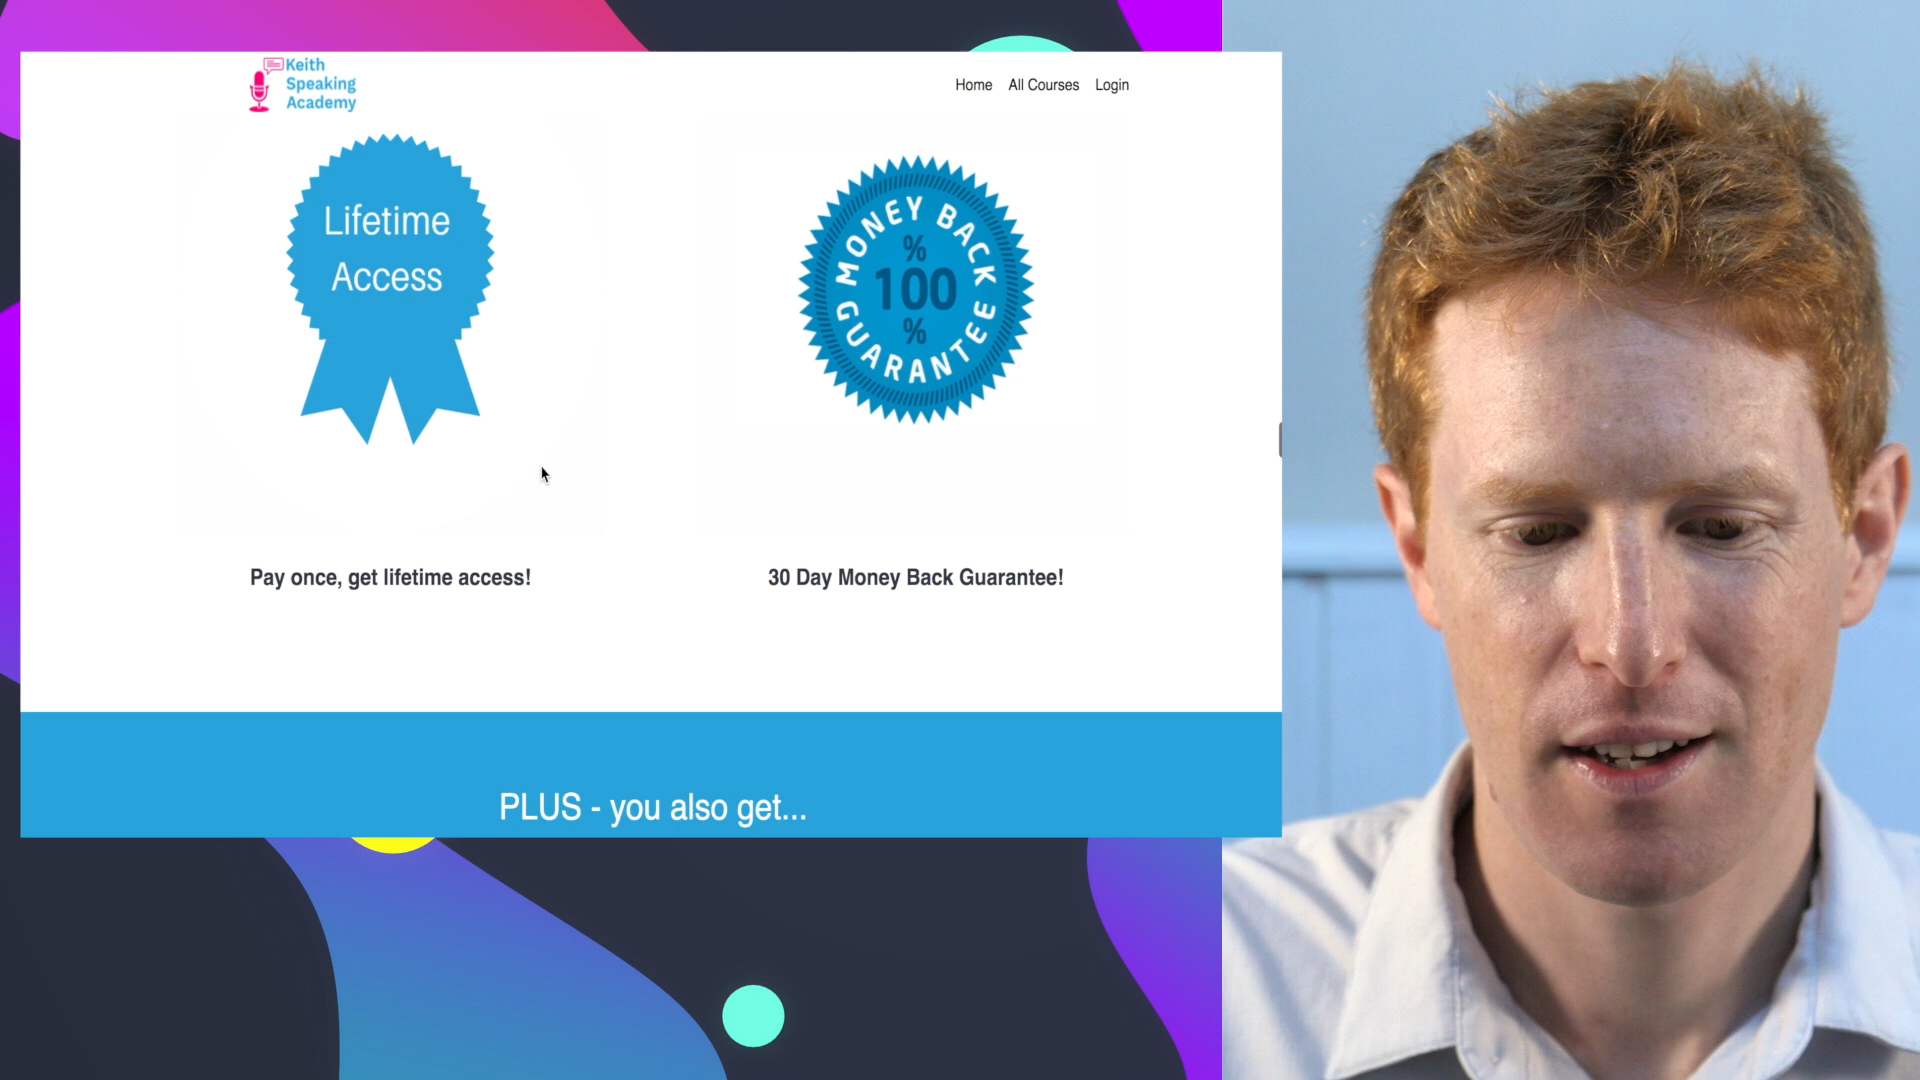 Keith
Speaking
Academy
Home All Courses Login
Lifetime
Access
MONEY BACK
%
100
%
GUARANTEE
Pay once, get lifetime access!
30 Day Money Back Guarantee!
PLUS - you also get...